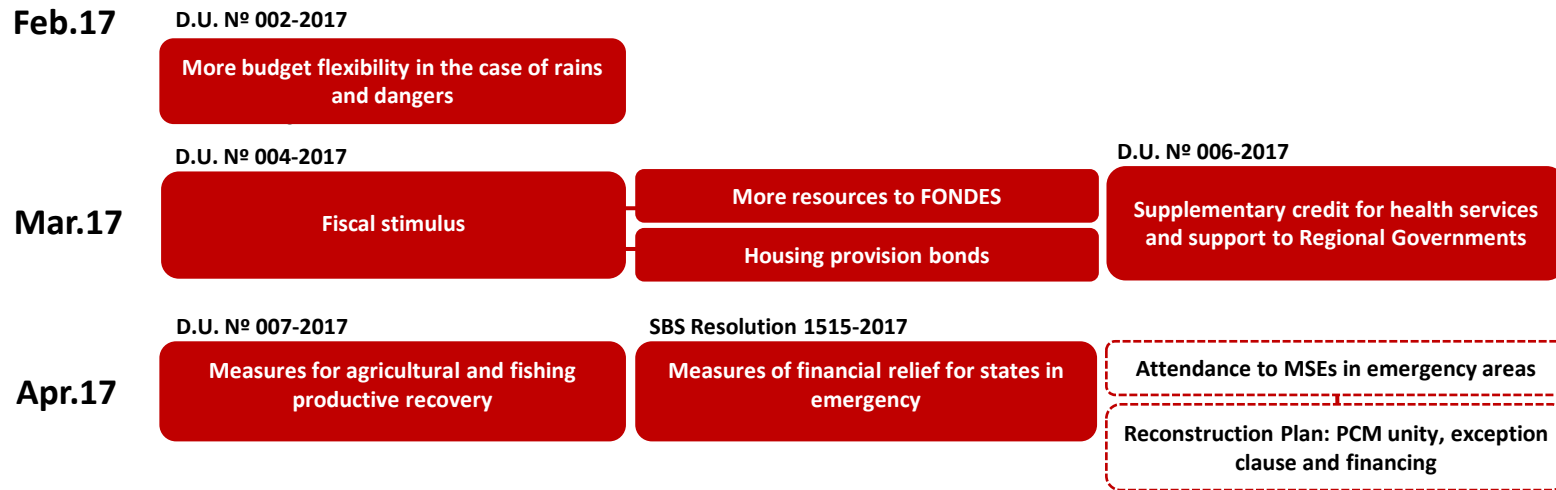 Feb.17
D.U. Nº 002-2017
More budget flexibility in the case of rains
and dangers
Mar.17
D.U. Nº 004-2017
Fiscal stimulus
More resources to FONDES
Housing provision bonds
D.U. Nº 006-2017
Supplementary credit for health services
and support to Regional Governments
Apr.17
D.U. Nº 007-2017
Measures for agricultural and fishing
productive recovery
SBS Resolution 1515-2017
Measures of financial relief for states in
emergency
Attendance to MSEs in emergency areas
Reconstruction Plan: PCM unity, exception
clause and financing